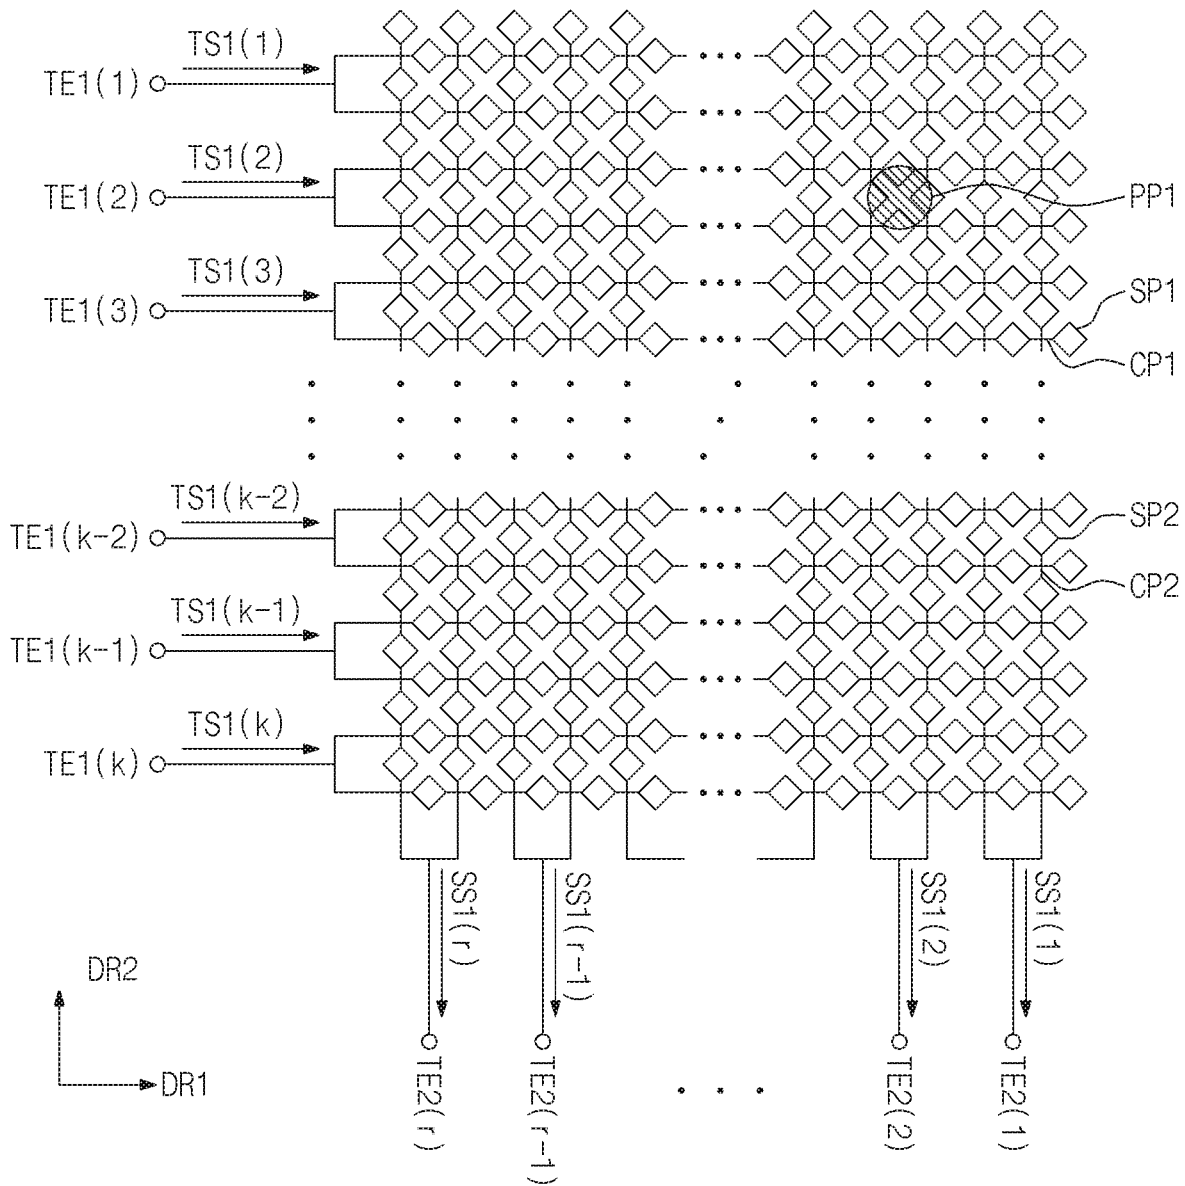 TS1(1)
TE1(1)
TS1(2)
TE1(2)
PP1
TS1(3)
TE1(3)
SP1
CP1
TS1(k-2)
TE1(k-2)
SP2
CP2
TS1(k-1)
TE1(k-1)
TS1(k)
TE1(k)
SS1(r)
SS1(r-1)
SS1(2)
SS1(1)
DR2
DR1
TE2(r)
TE2(r-1)
TE2(2)
TE2(1)